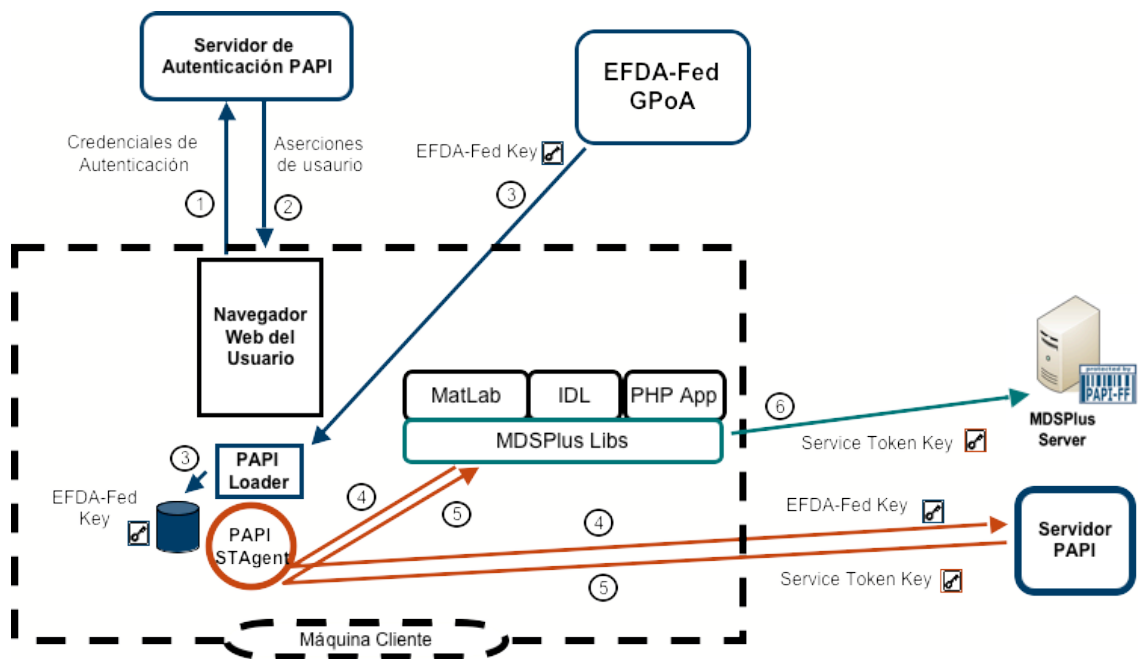 Servidor de
Autenticación PAPI
EFDA-Fed
GPoA
Credenciales de
Autenticación
Aserciones
de usaurio
EFDA-Fed Key
1
2
3
Navegador
Web del
Usuario
MatLab
IDL
PHP App
MDSPlus Libs
6
Service Token Key
protected by
PAPI-FF
MDSPlus
Server
3
PAPI
Loader
EFDA-Fed
Key
PAPI
STAgent
4
5
EFDA-Fed Key
4
Servidor
PAPI
5
Service Token Key
Máquina Cliente